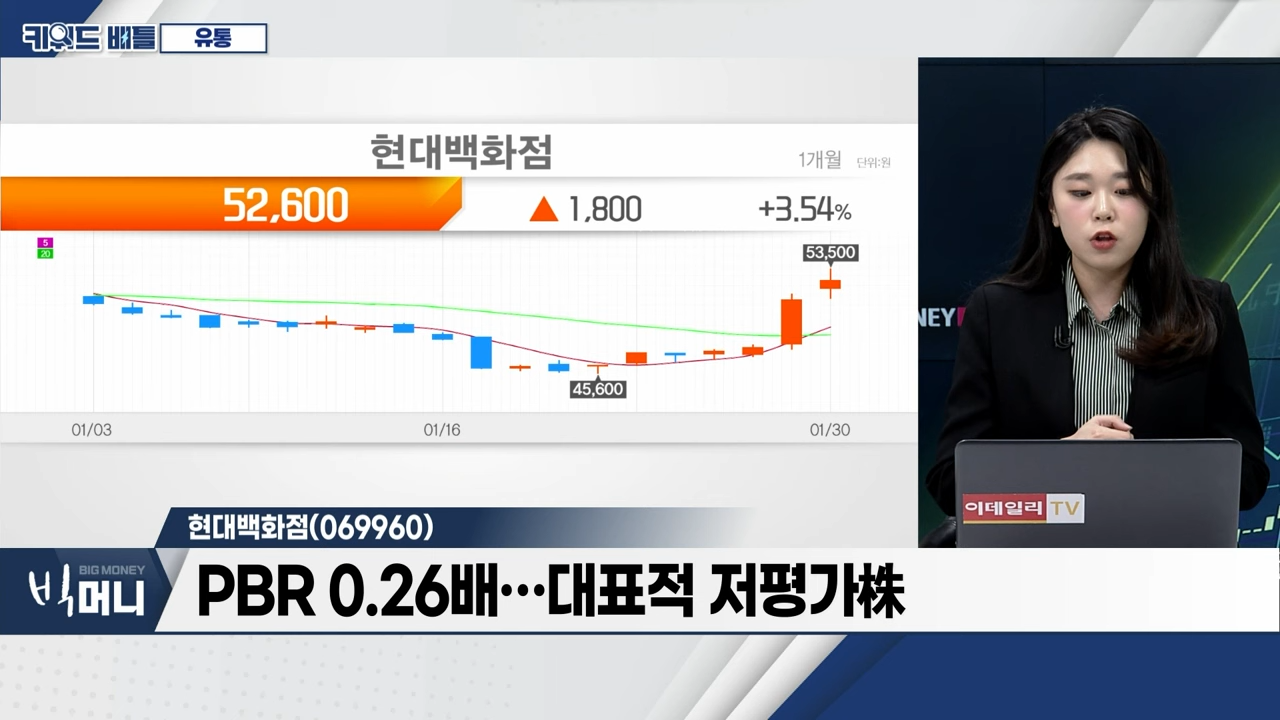 키워드 배틀 유통
현대백화점
1개월 단위:원
52,600 ▲ 1,800 +3.54%
5
20
53,500
45,600
01/03 01/16 01/30
NEY
이데일리 TV
현대백화점(069960)
BIG MONEY
빅머니
PBR 0.26배…대표적 저평가株